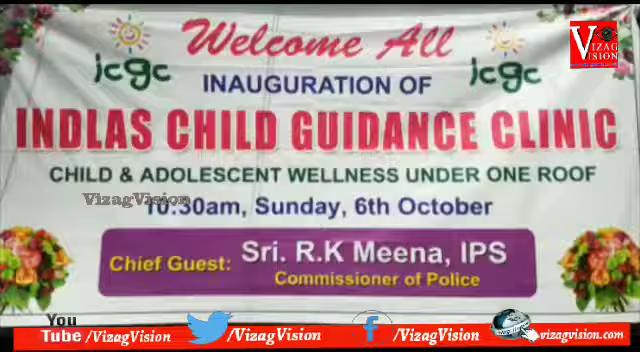 Welcome All
icgc
icgc
INAUGURATION OF
INDLAS CHILD GUIDANCE CLINIC
CHILD & ADOLESCENT WELLNESS UNDER ONE ROOF
10.30am, Sunday, 6th October
Chief Guest: Sri. R.K Meena, IPS
Commissioner of Police
VIZAG
VISION
VizagVision
You
Tube /VizagVision /VizagVision /VizagVision vizagvision.com